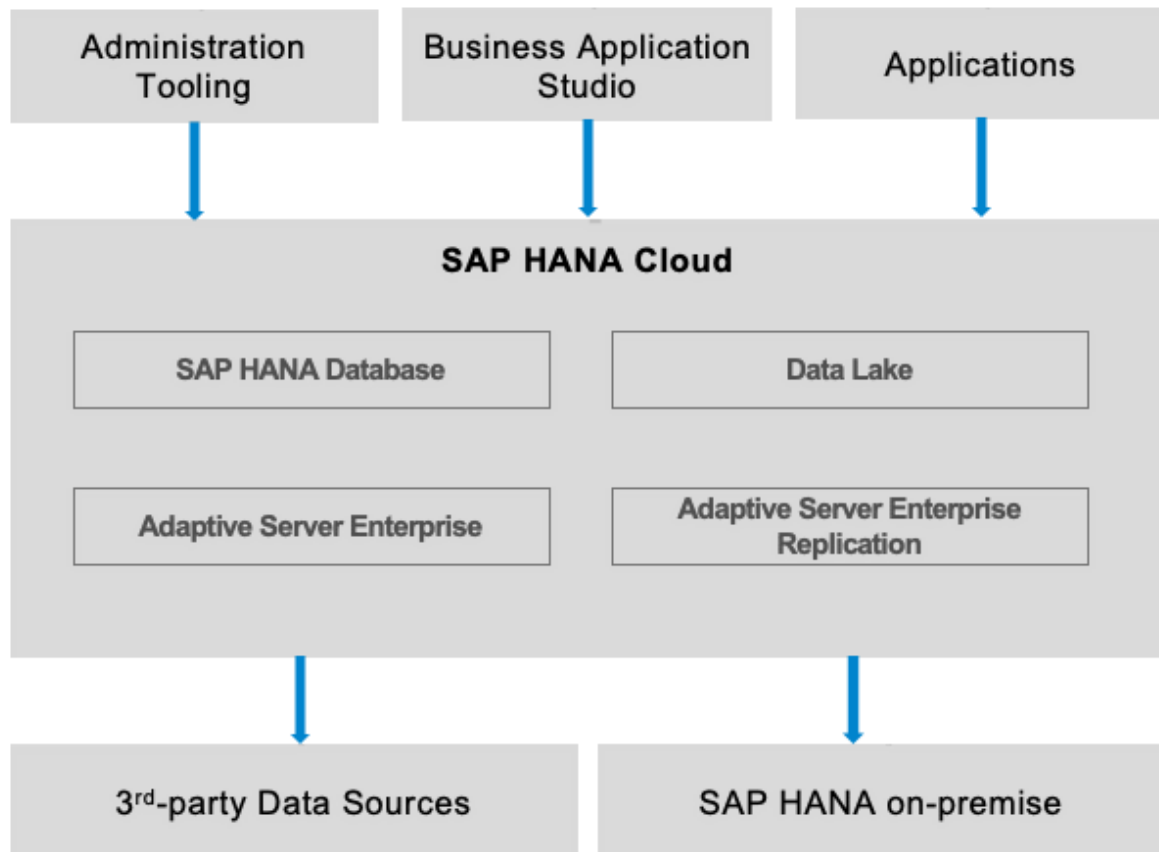 Administration
Tooling
Business Application
Studio
Applications
SAP HANA Cloud
SAP HANA Database
Data Lake
Adaptive Server Enterprise
Adaptive Server Enterprise
Replication
3rd-party Data Sources
SAP HANA on-premise